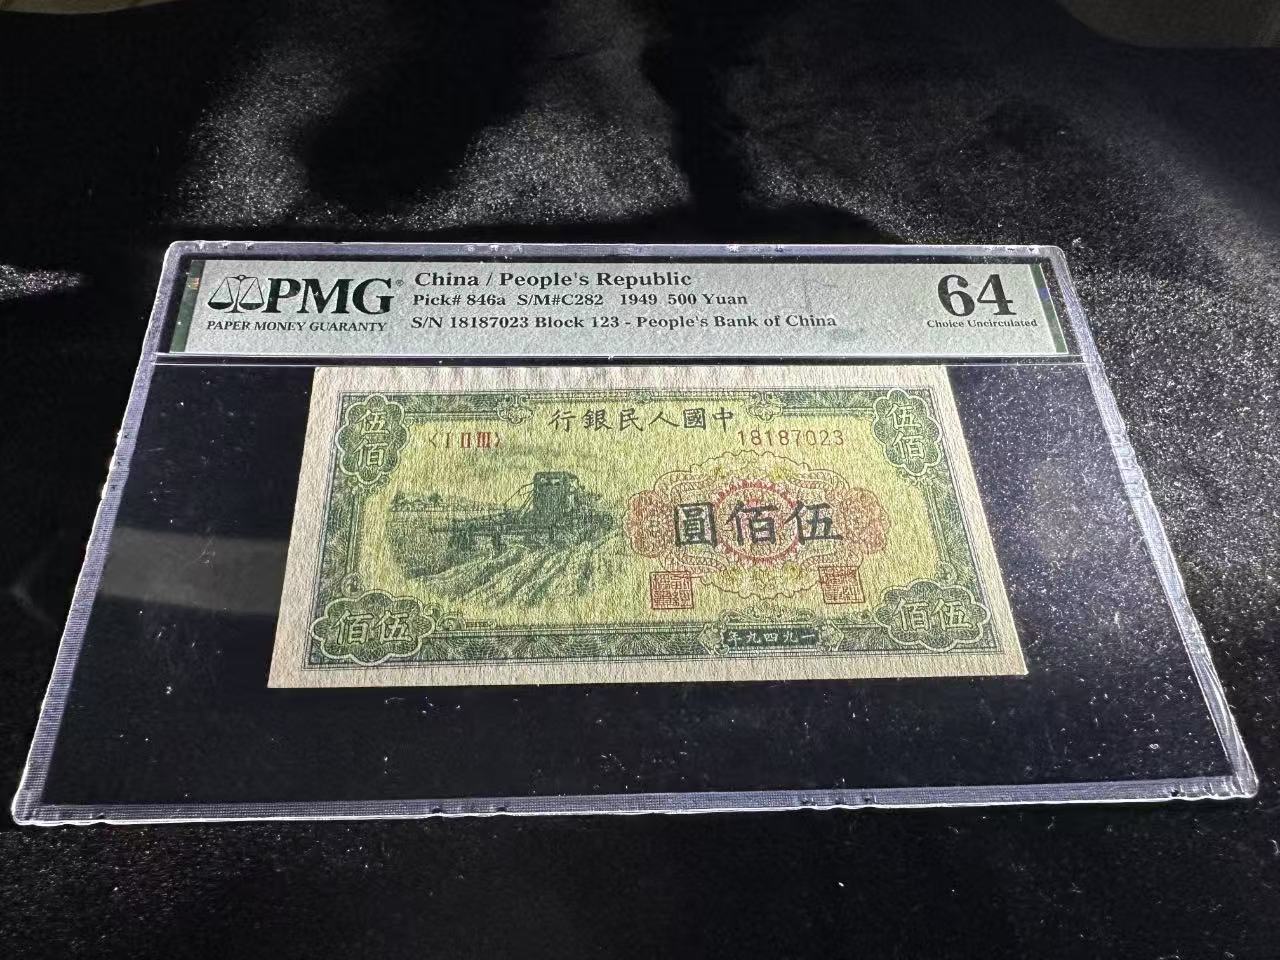 PMG®
PAPER MONEY GUARANTY
China / People's Republic
Pick# 846a S/M#C282 1949 500 Yuan
S/N 18187023 Block 123 - People's Bank of China
64
Choice Uncirculated
行銀民人國中
伍佰
伍佰
〈I II III〉
18187023
圓佰伍
佰伍
佰伍
年九四九一